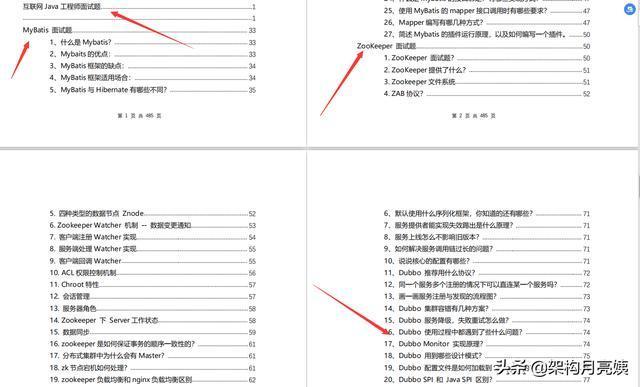 互联网 Java 工程师面试题 1
1
MyBatis 面试题 33
1、什么是 Mybatis? 33
2、Mybaits 的优点: 33
3、MyBatis 框架的缺点: 34
4、MyBatis 框架适用场合: 34
5、MyBatis 与 Hibernate 有哪些不同? 35
第 1 页 共 485 页
25、使用 MyBatis 的 mapper 接口调用时有哪些要求? 47
26、Mapper 编写有哪几种方式? 47
27、简述 Mybatis 的插件运行原理,以及如何编写一个插件。 50
ZooKeeper 面试题 50
1. ZooKeeper 面试题? 50
2. ZooKeeper 提供了什么? 51
3. Zookeeper 文件系统 51
4. ZAB 协议? 52
第 2 页 共 485 页
5. 四种类型的数据节点 Znode 52
6. Zookeeper Watcher 机制 -- 数据变更通知 53
7. 客户端注册 Watcher 实现 54
8. 服务端处理 Watcher 实现 55
9. 客户端回调 Watcher 55
10. ACL 权限控制机制 56
11. Chroot 特性 57
12. 会话管理 57
13. 服务器角色 58
14. Zookeeper 下 Server 工作状态 58
15. 数据同步 59
16. zookeeper 是如何保证事务的顺序一致性的? 61
17. 分布式集群中为什么会有 Master? 61
18. zk 节点宕机如何处理? 61
19. zookeeper 负载均衡和 nginx 负载均衡区别 62
6、默认使用什么序列化框架,你知道的还有哪些? 71
7、服务提供者能实现失效踢出是什么原理? 71
8、服务上线怎么不影响旧版本? 71
9、如何解决服务调用链过长的问题? 71
10、说说核心的配置有哪些? 71
11、Dubbo 推荐用什么协议? 72
12、同一个服务多个注册的情况下可以直连某一个服务吗? 73
13、画一画服务注册与发现的流程图? 73
14、Dubbo 集群容错有几种方案? 74
15、Dubbo 服务降级,失败重试怎么做? 74
16、Dubbo 使用过程中都遇到了些什么问题? 74
17、Dubbo Monitor 实现原理? 74
18、Dubbo 用到哪些设计模式? 75
19、Dubbo 配置文件是如何加载到
20、Dubbo SPI 和 Java SPI 区别? 77
头条 @架构月亮姨